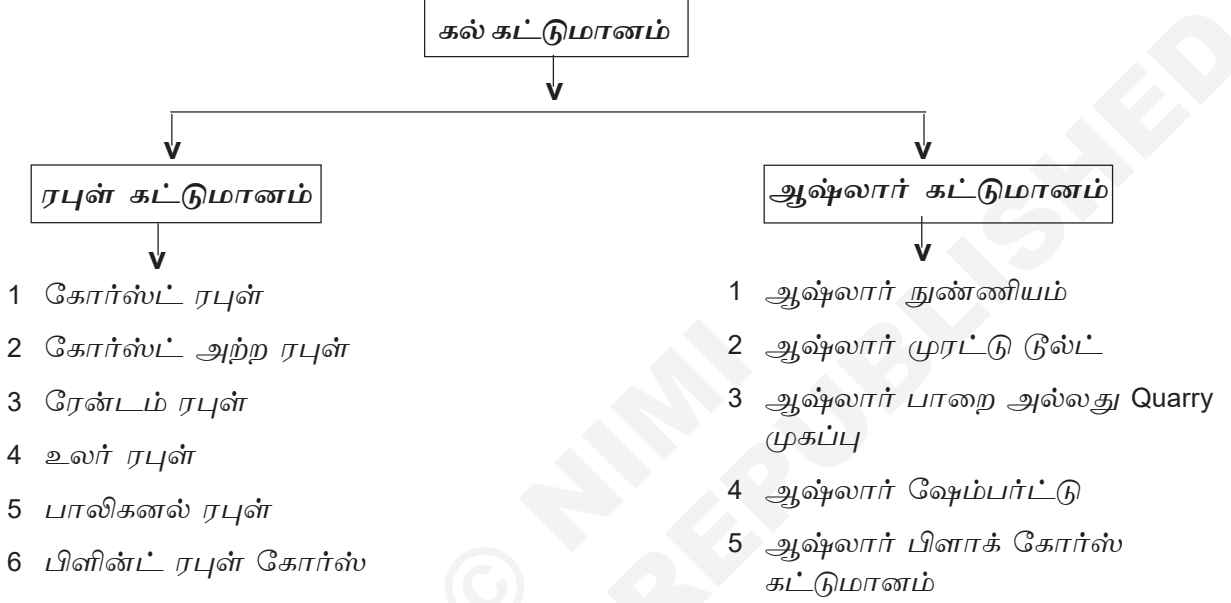 கல் கட்டுமானம்
ரபுள் கட்டுமானம்
1 கோர்ஸ்ட் ரபுள்
2 கோர்ஸ்ட் அற்ற ரபுள்
3 ரேன்டம் ரபுள்
4 உலர் ரபுள்
5 பாலிகனல் ரபுள்
6 பிளின்ட் ரபுள் கோர்ஸ்
ஆஷ்லார் கட்டுமானம்
1 ஆஷ்லார் நுண்ணியம்
2 ஆஷ்லார் முரட்டு டூல்ட்
3 ஆஷ்லார் பாறை அல்லது Quarry
முகப்பு
4 ஆஷ்லார் ஷேம்பர்ட்டு
5 ஆஷ்லார் பிளாக் கோர்ஸ்
கட்டுமானம்
© NIMI
REPUBLISHED